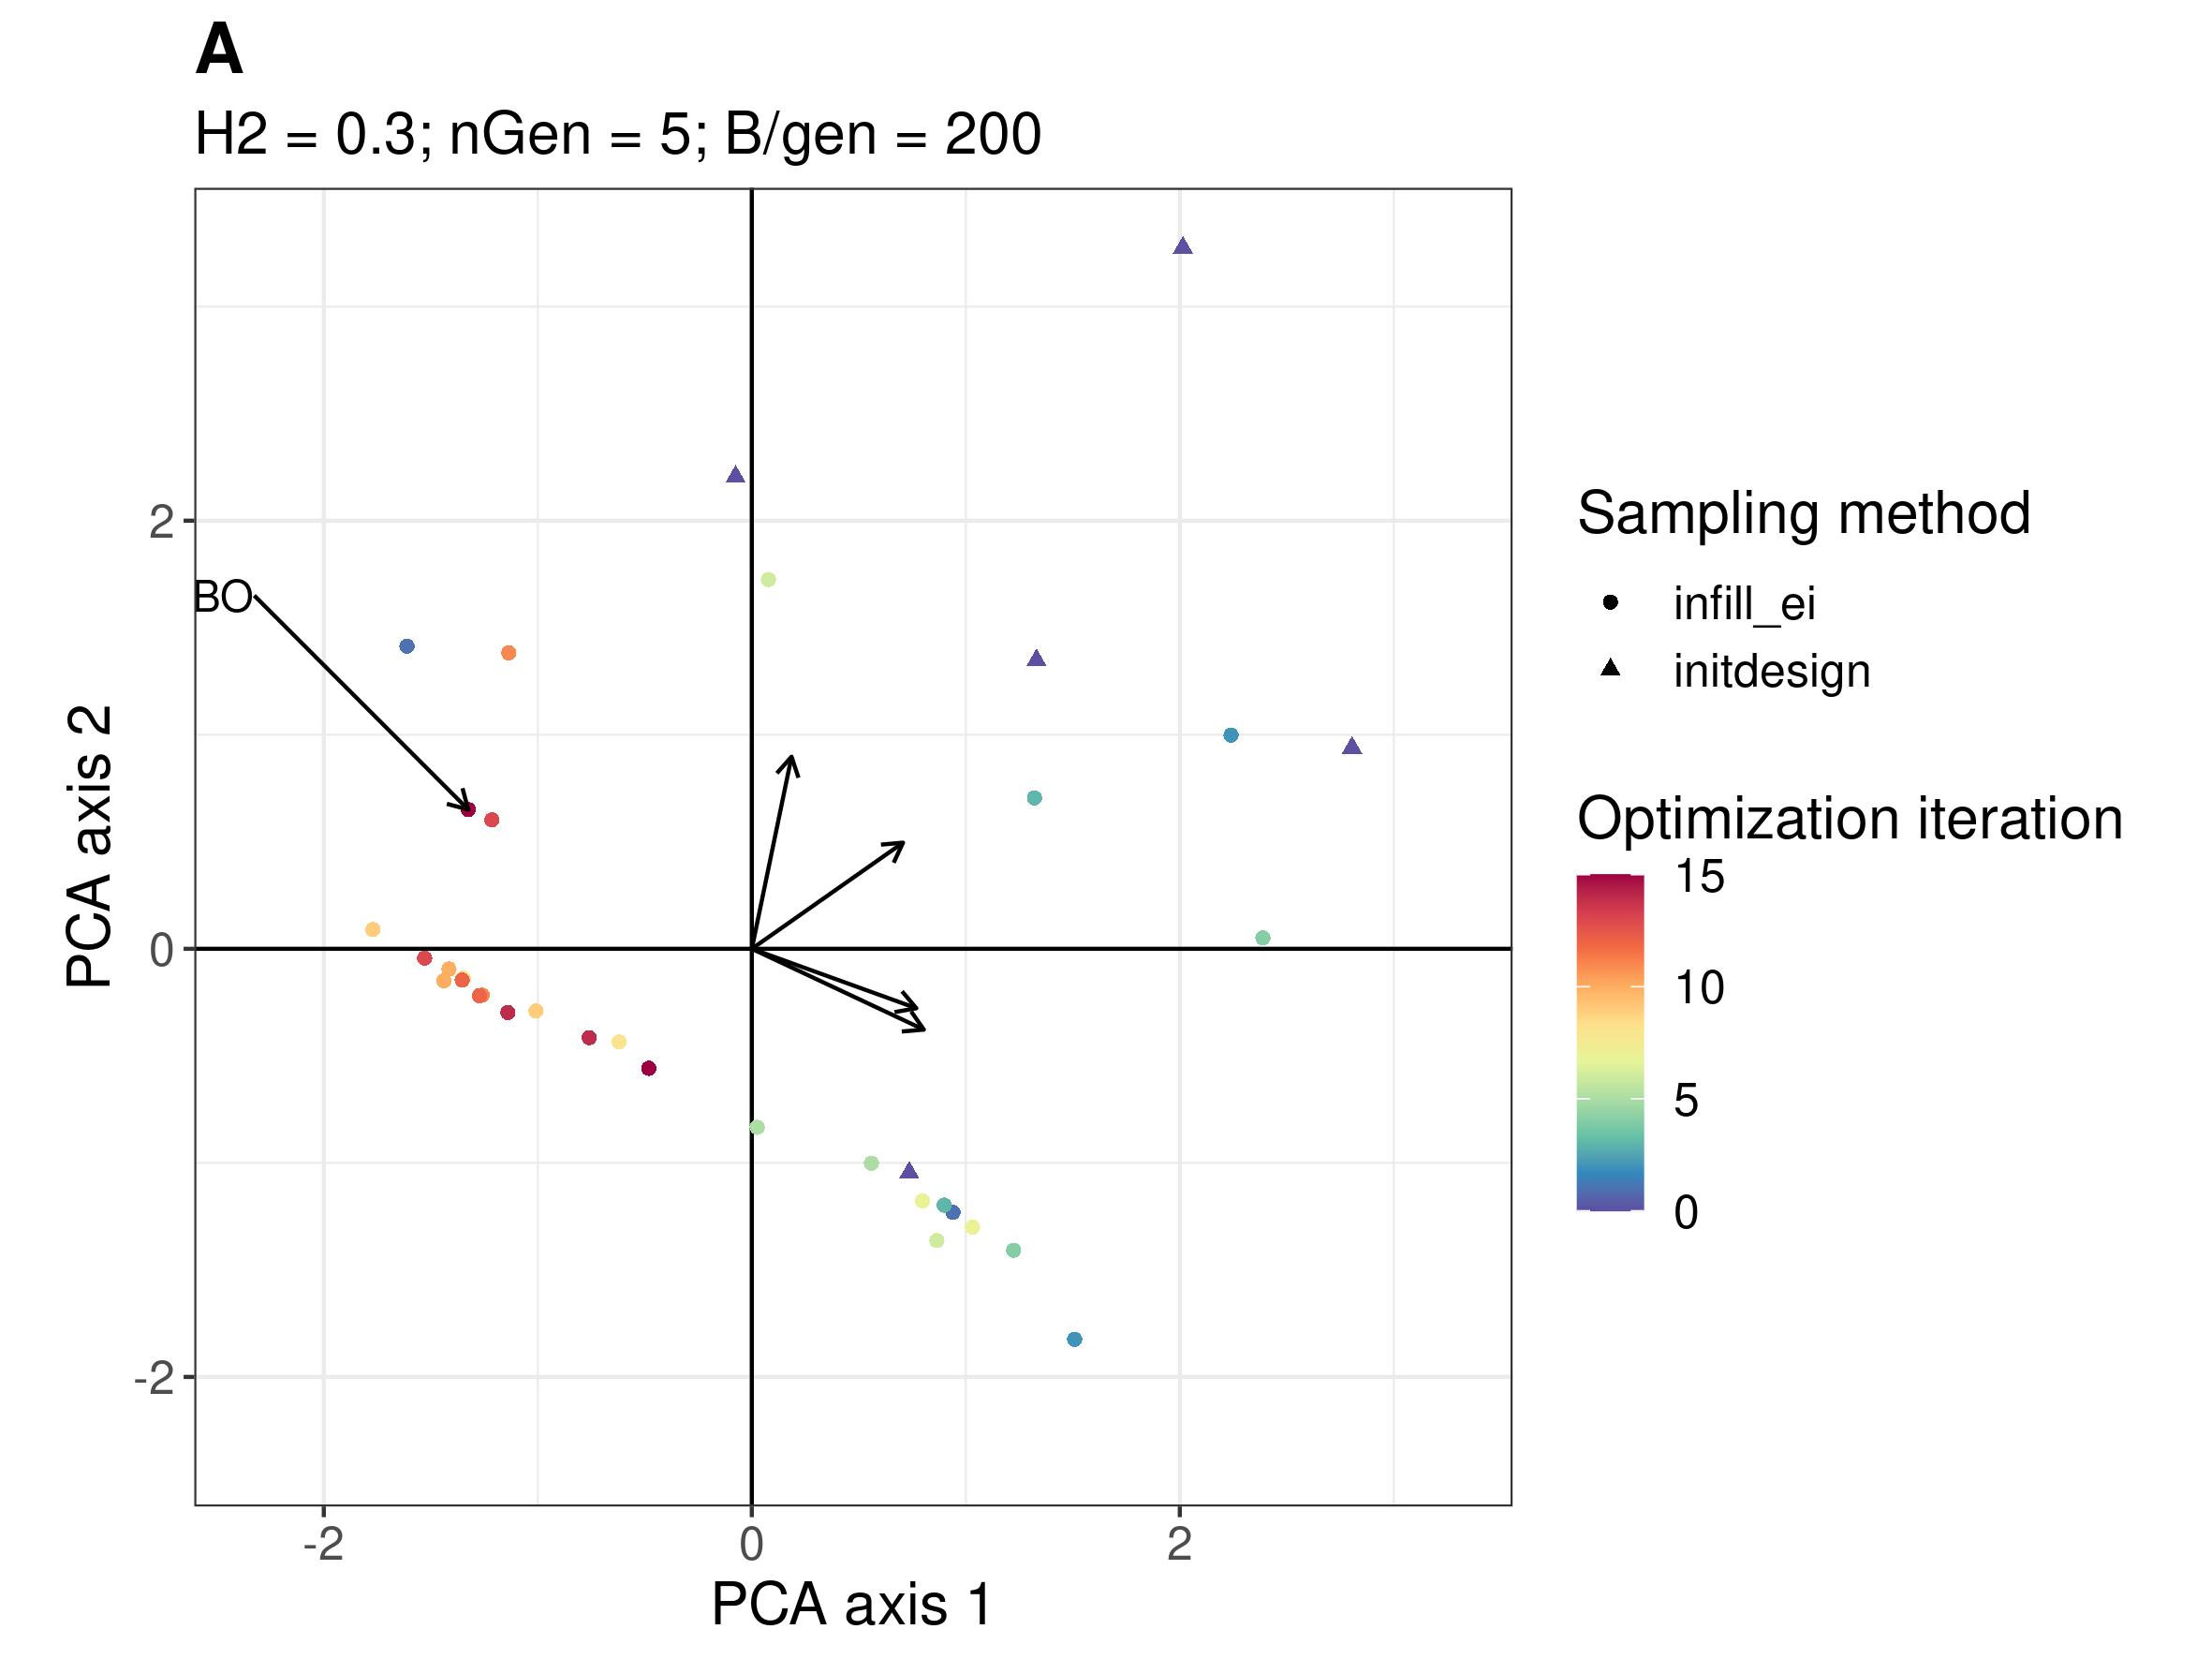 A
H2 = 0.3; nGen = 5; B/gen = 200
PCA axis 2
2
0
-2
BO
-2
0
2
PCA axis 1
Sampling method
infill_ei
initdesign
Optimization iteration
15
10
5
0